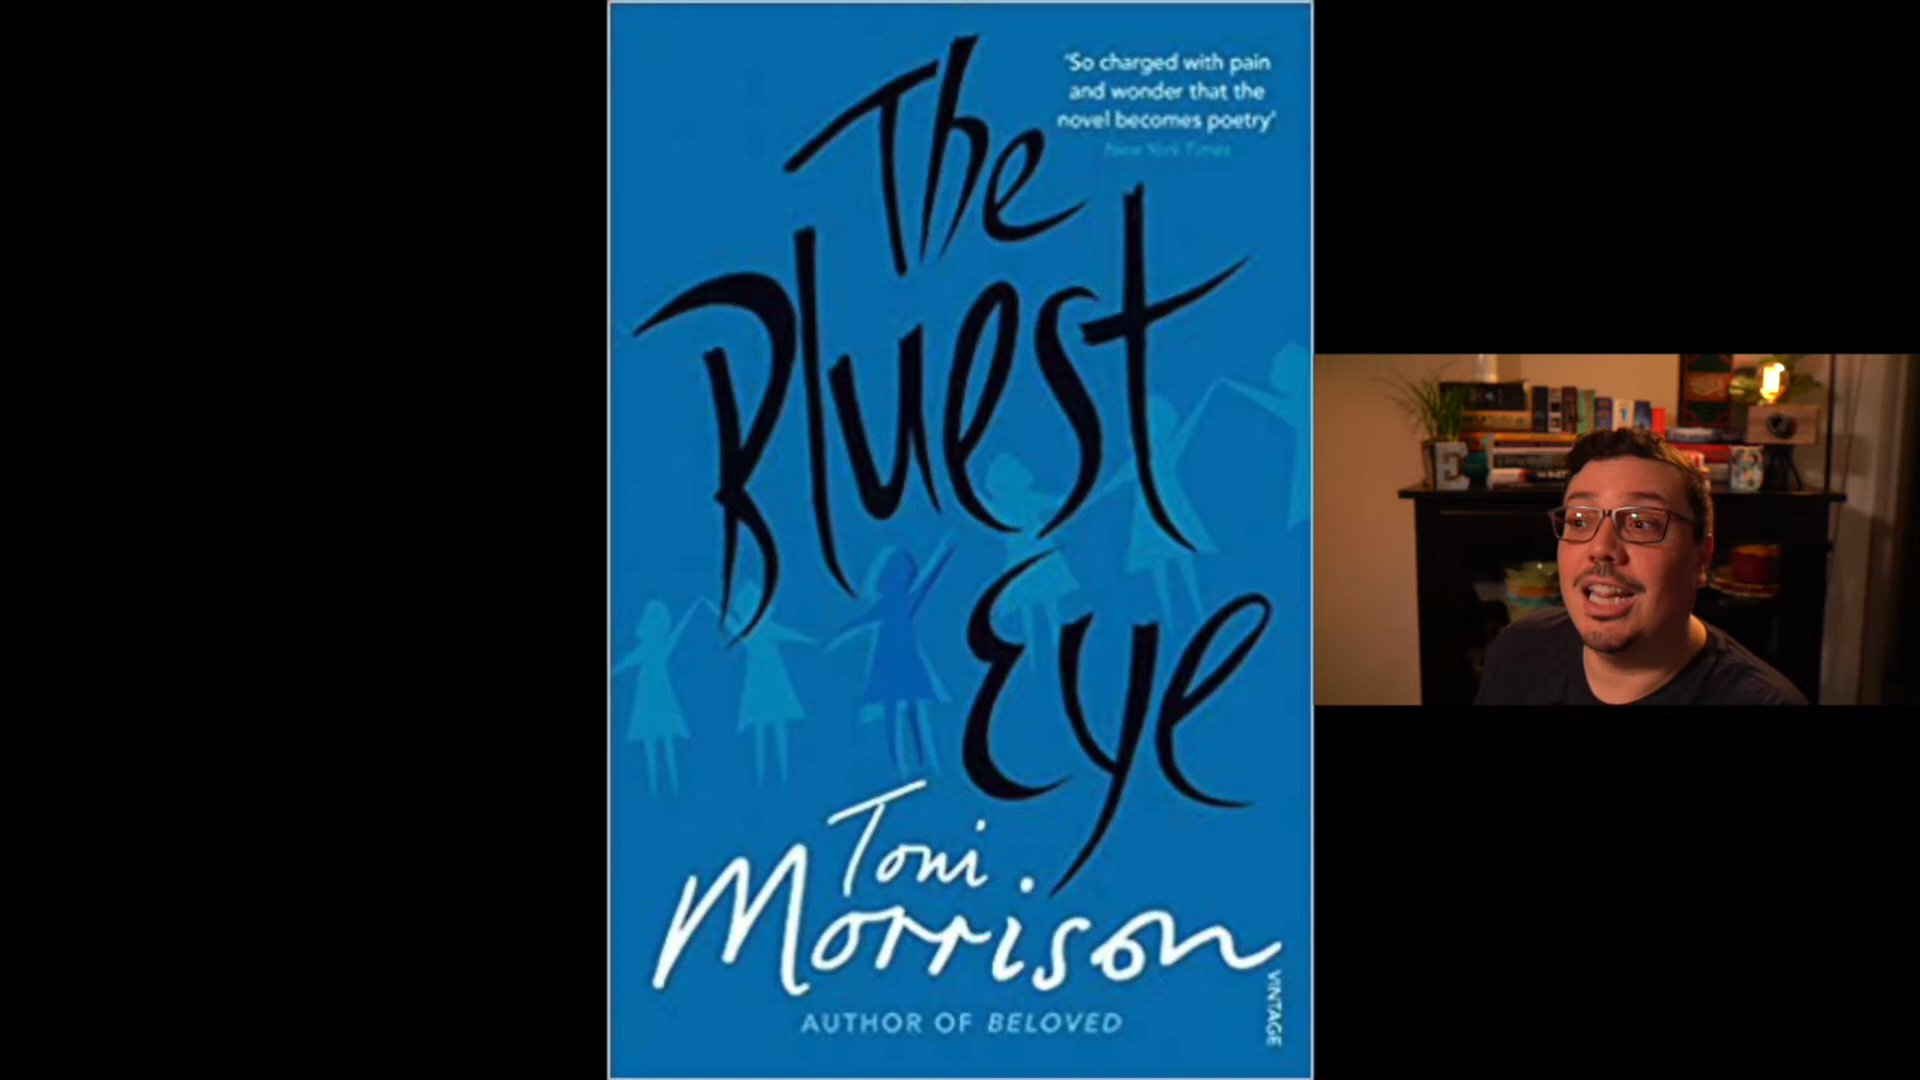 'So charged with pain
and wonder that the
novel becomes poetry'
New York Times
The
Bluest
Eye
Toni
Morrison
AUTHOR OF BELOVED
VINTAGE
E